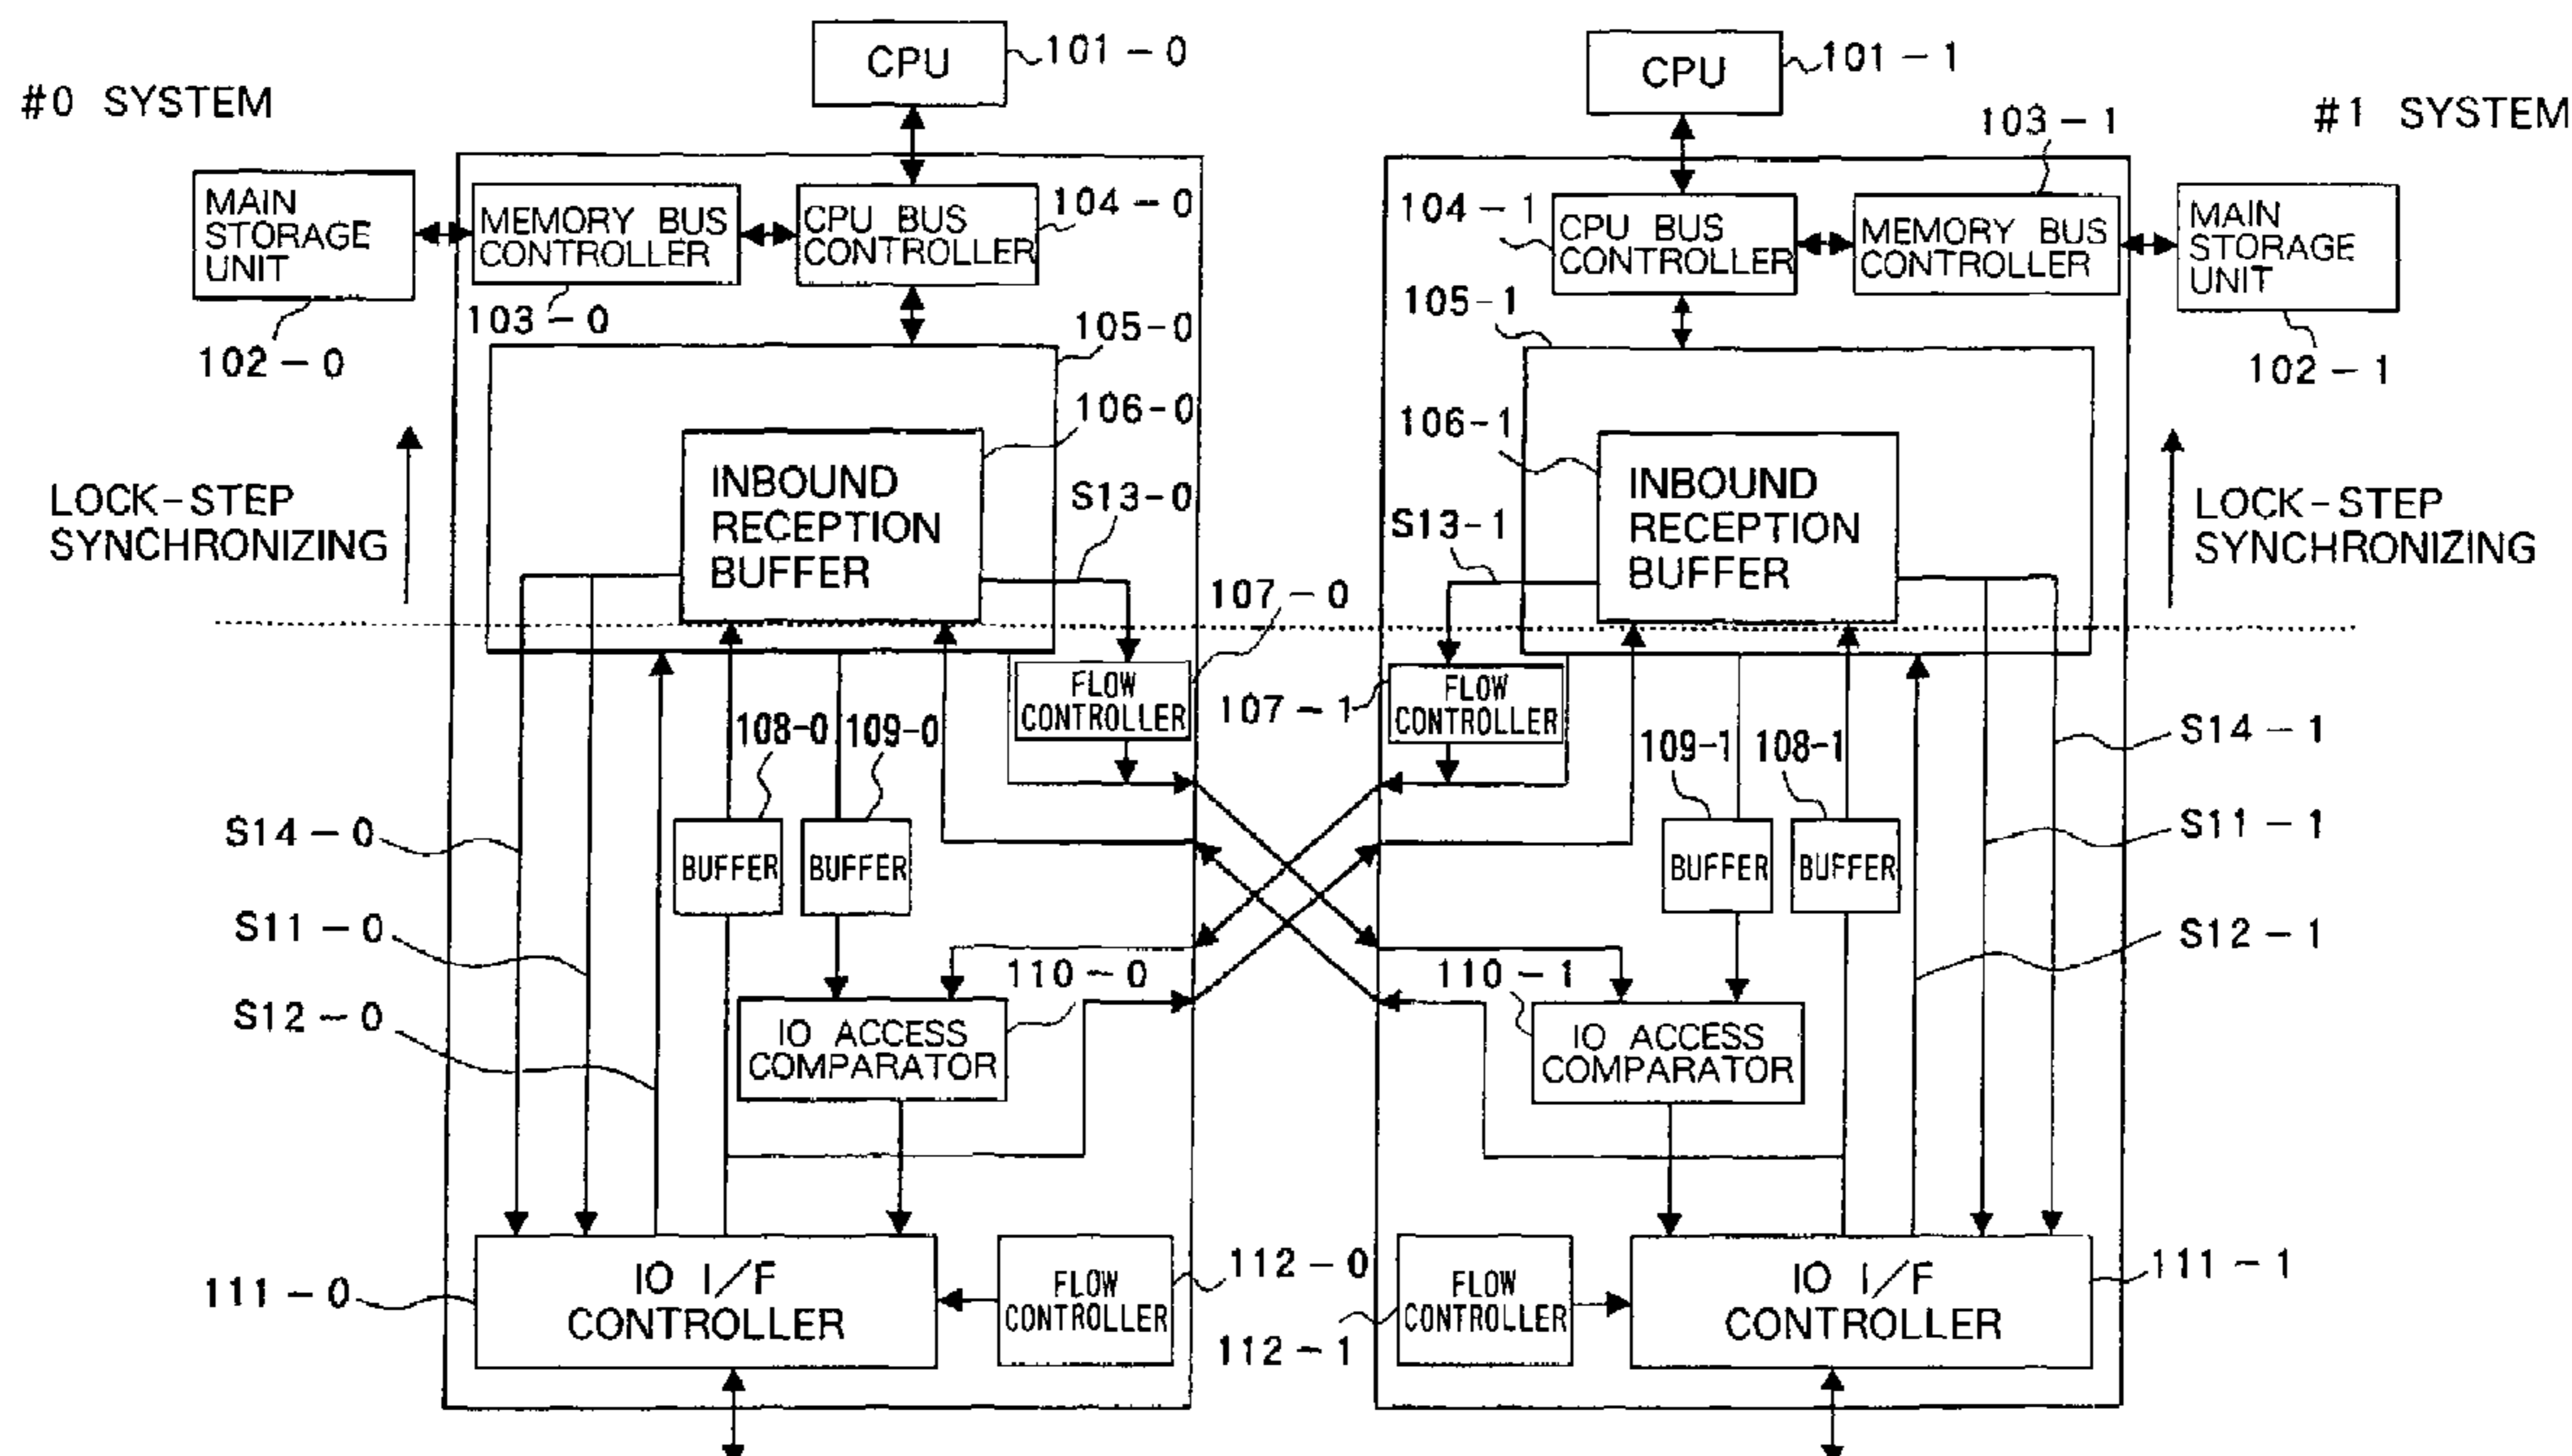 CPU
101-0
CPU
101-1
#0 SYSTEM
#1 SYSTEM
103-1
MAIN
STORAGE
UNIT
MEMORY BUS
CONTROLLER
CPU BUS
CONTROLLER
104-0
104-1
CPU BUS
CONTROLLER
MEMORY BUS
CONTROLLER
MAIN
STORAGE
UNIT
103-0
105-0
105-1
102-0
102-1
106-0
106-1
LOCK-STEP
SYNCHRONIZING
INBOUND
RECEPTION
BUFFER
S13-0
S13-1
INBOUND
RECEPTION
BUFFER
LOCK-STEP
SYNCHRONIZING
107-0
FLOW
CONTROLLER
107-1
FLOW
CONTROLLER
108-0
109-0
109-1
108-1
S14-1
S14-0
S11-1
BUFFER
BUFFER
BUFFER
BUFFER
S11-0
S12-1
110-0
110-1
S12-0
IO ACCESS
COMPARATOR
IO ACCESS
COMPARATOR
111-0
IO I/F
CONTROLLER
FLOW
CONTROLLER
112-0
112-1
FLOW
CONTROLLER
IO I/F
CONTROLLER
111-1